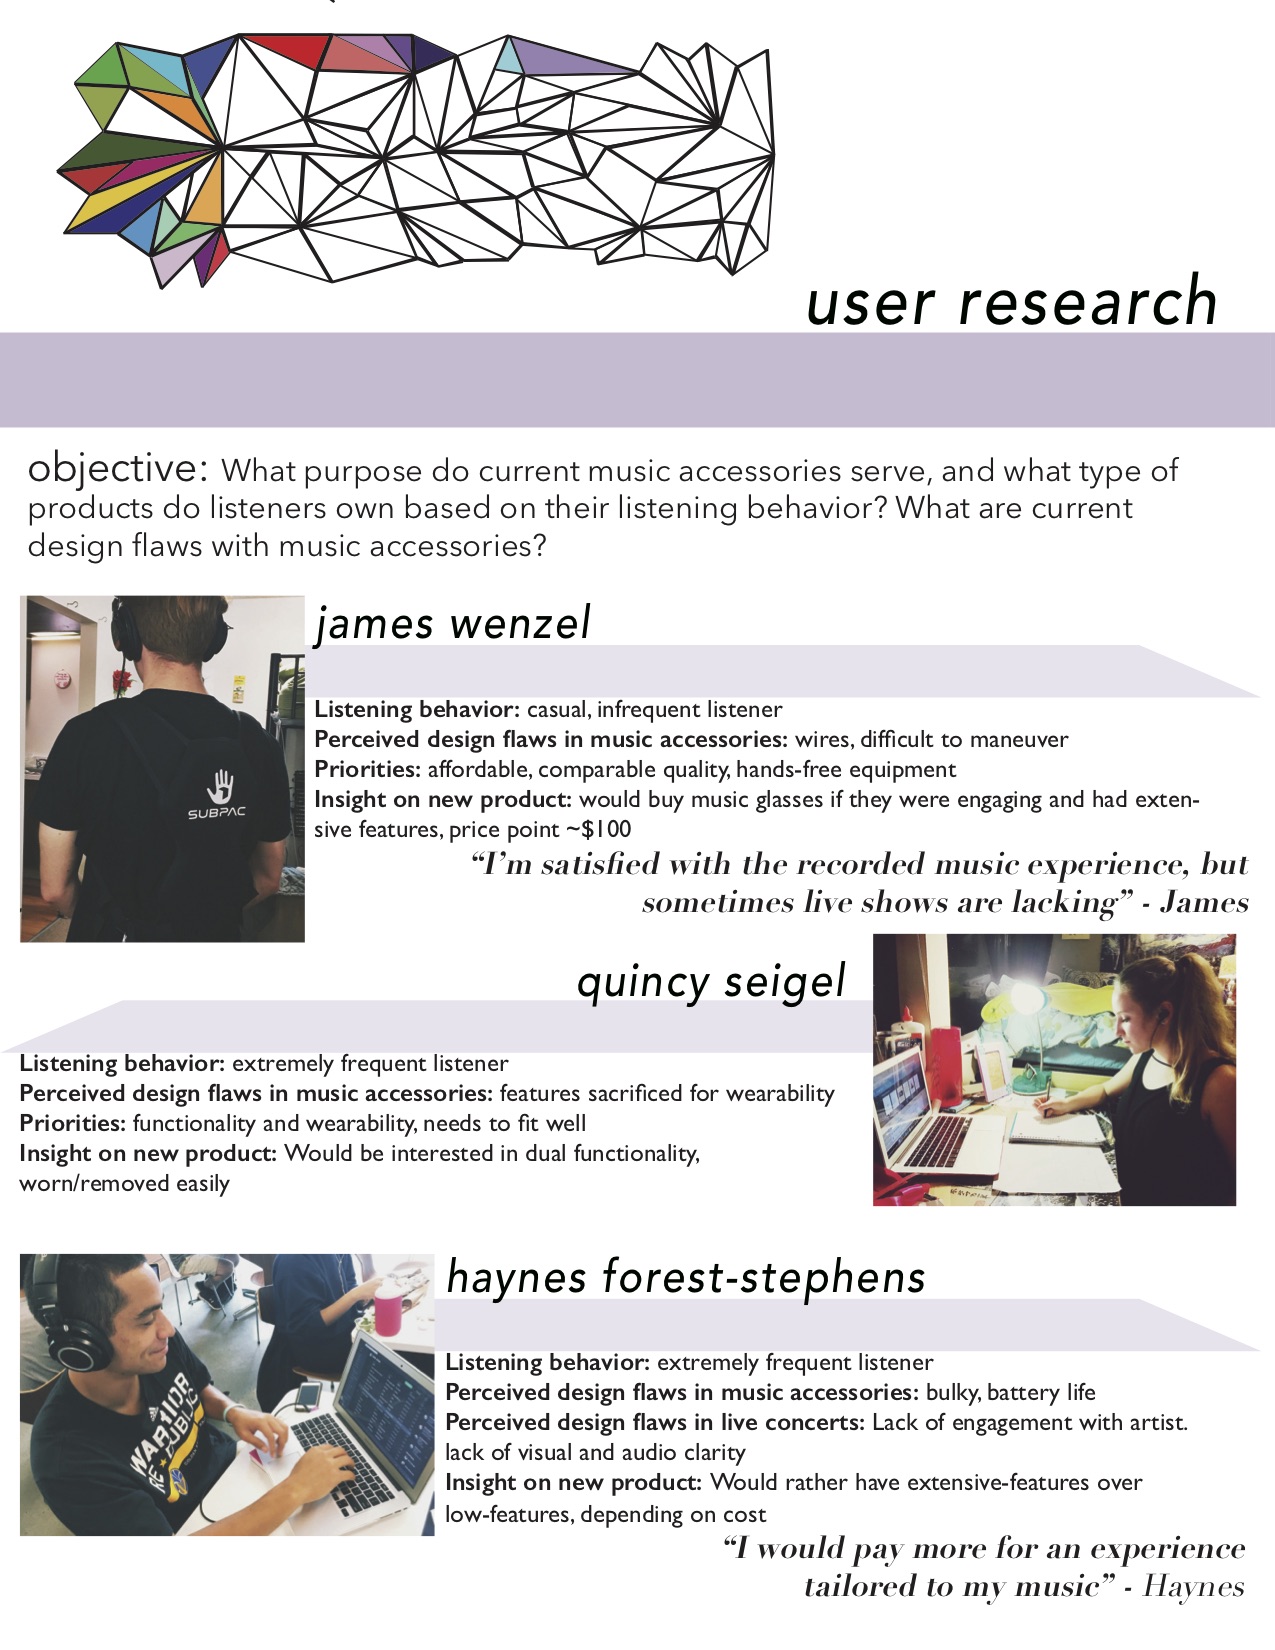 user research
objective: What purpose do current music accessories serve, and what type of
products do listeners own based on their listening behavior? What are current
design flaws with music accessories?
james wenzel
Listening behavior: casual, infrequent listener
Perceived design flaws in music accessories: wires, difficult to maneuver
Priorities: affordable, comparable quality, hands-free equipment
Insight on new product: would buy music glasses if they were engaging and had exten-
sive features, price point ~$100
SUBPAC
“I’m satisfied with the recorded music experience, but
sometimes live shows are lacking” - James
quincy seigel
Listening behavior: extremely frequent listener
Perceived design flaws in music accessories: features sacrificed for wearability
Priorities: functionality and wearability, needs to fit well
Insight on new product: Would be interested in dual functionality,
worn/removed easily
haynes forest-stephens
Listening behavior: extremely frequent listener
Perceived design flaws in music accessories: bulky, battery life
Perceived design flaws in live concerts: Lack of engagement with artist.
lack of visual and audio clarity
Insight on new product: Would rather have extensive-features over
low-features, depending on cost
WAR1IOR
RE PUBLIC
“I would pay more for an experience
tailored to my music” - Haynes